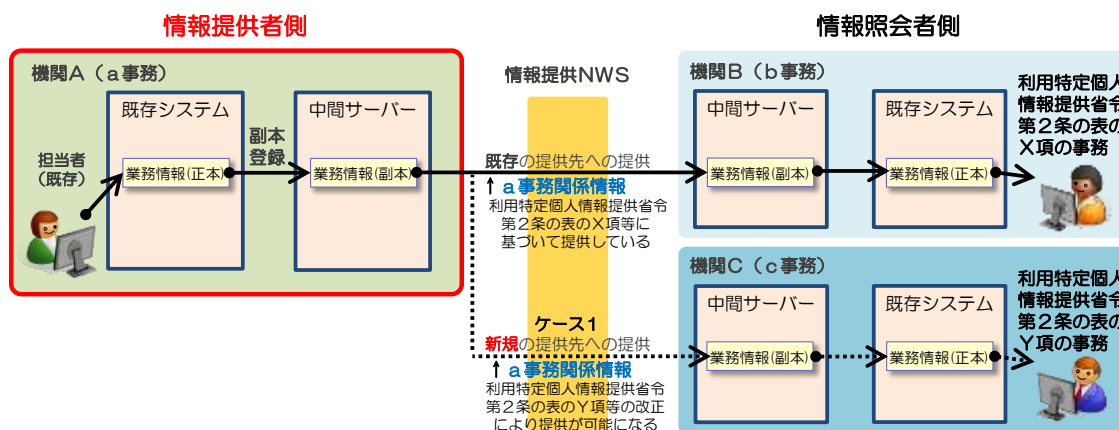 情報提供者側
情報照会者側
機関A（a事務）
既存システム
中間サーバー
担当者
（既存）
副本
登録
業務情報(正本)
業務情報(副本)
情報提供NWS
既存の提供先への提供
↑ a事務関係情報
利用特定個人情報提供省令
第２条の表のX項等に
基づいて提供している
ケース1
新規の提供先への提供
↑ a事務関係情報
利用特定個人情報提供省令
第２条の表のY項等の改正
により提供が可能になる
機関B（b事務）
中間サーバー
既存システム
業務情報(副本)
業務情報(正本)
利用特定個人
情報提供省令
第２条の表の
X項の事務
機関C（c事務）
中間サーバー
既存システム
業務情報(副本)
業務情報(正本)
利用特定個人
情報提供省令
第２条の表の
Y項の事務